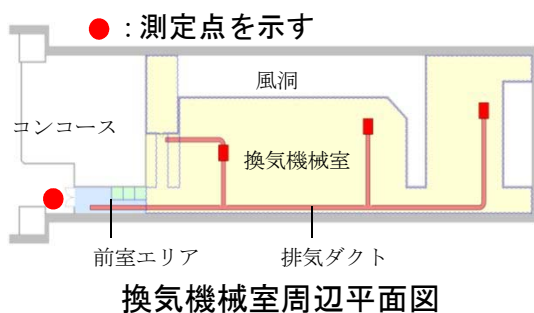 ：測定点を示す
風洞
コンコース
換気機械室
前室エリア
排気ダクト
換気機械室周辺平面図